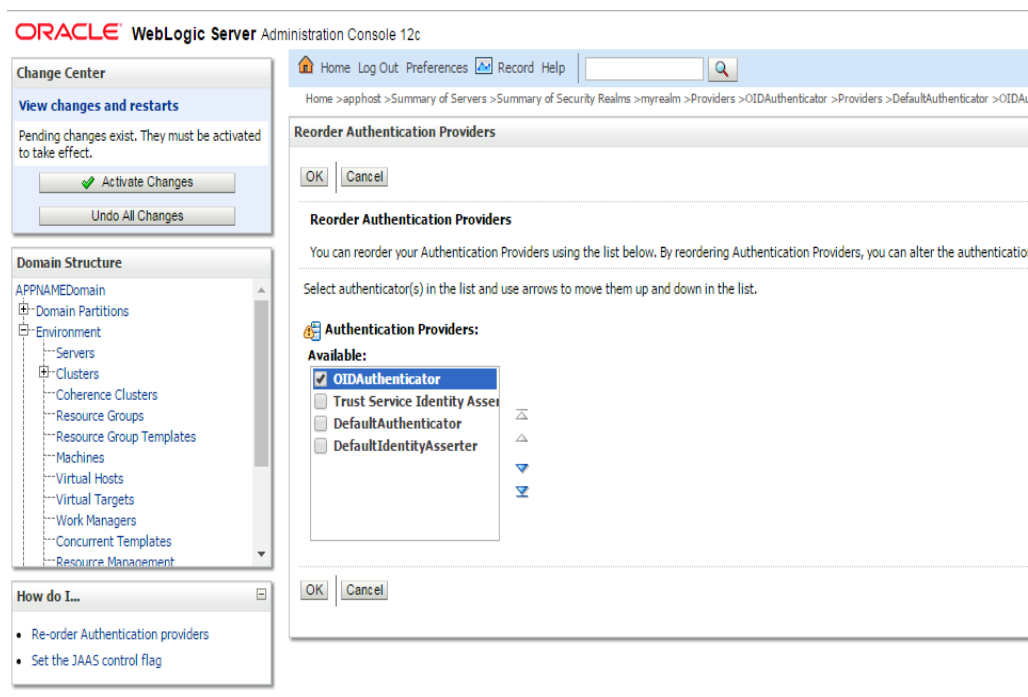 ORACLE WebLogic Server Administration Console 12c
Change Center
View changes and restarts
Pending changes exist. They must be activated
to take effect.
Activate Changes
Undo All Changes
Domain Structure
APPNAMEDomain
Domain Partitions
Environment
Servers
Clusters
Coherence Clusters
Resource Groups
Resource Group Templates
Machines
Virtual Hosts
Virtual Targets
Work Managers
Concurrent Templates
Resource Management
How do I...
Re-order Authentication providers
Set the JAAS control flag
Home Log Out Preferences Record Help
Home >apphost >Summary of Servers >Summary of Security Realms >myrealm >Providers >OIDAuthenticator >Providers >DefaultAuthenticator >OIDAu
Reorder Authentication Providers
OK Cancel
Reorder Authentication Providers
You can reorder your Authentication Providers using the list below. By reordering Authentication Providers, you can alter the authenticatio
Select authenticator(s) in the list and use arrows to move them up and down in the list.
Authentication Providers:
Available:
OIDAuthenticator
Trust Service Identity Asser
DefaultAuthenticator
DefaultIdentityAsserter
OK Cancel